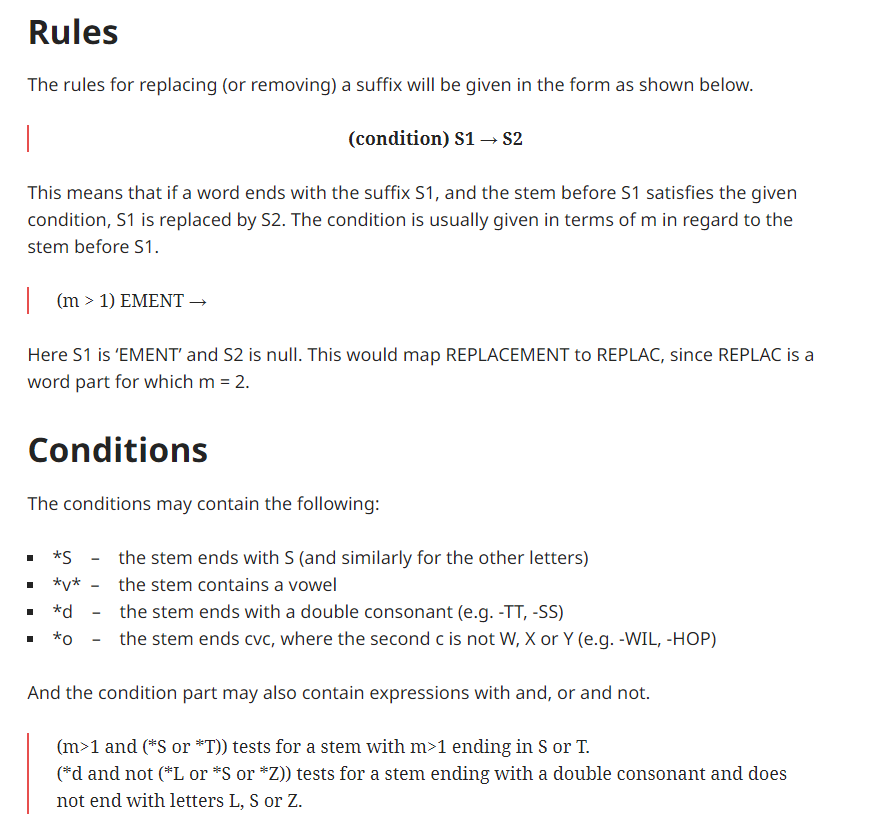 Rules
The rules for replacing (or removing) a suffix will be given in the form as shown below.
(condition) S1 → S2
This means that if a word ends with the suffix S1, and the stem before S1 satisfies the given
condition, S1 is replaced by S2. The condition is usually given in terms of m in regard to the
stem before S1.
(m > 1) EMENT →
Here S1 is ‘EMENT’ and S2 is null. This would map REPLACEMENT to REPLAC, since REPLAC is a
word part for which m = 2.
Conditions
The conditions may contain the following:
▪ *S – the stem ends with S (and similarly for the other letters)
▪ *v* – the stem contains a vowel
▪ *d – the stem ends with a double consonant (e.g. -TT, -SS)
▪ *o – the stem ends cvc, where the second c is not W, X or Y (e.g. -WIL, -HOP)
And the condition part may also contain expressions with and, or and not.
(m>1 and (*S or *T)) tests for a stem with m>1 ending in S or T.
(*d and not (*L or *S or *Z)) tests for a stem ending with a double consonant and does
not end with letters L, S or Z.